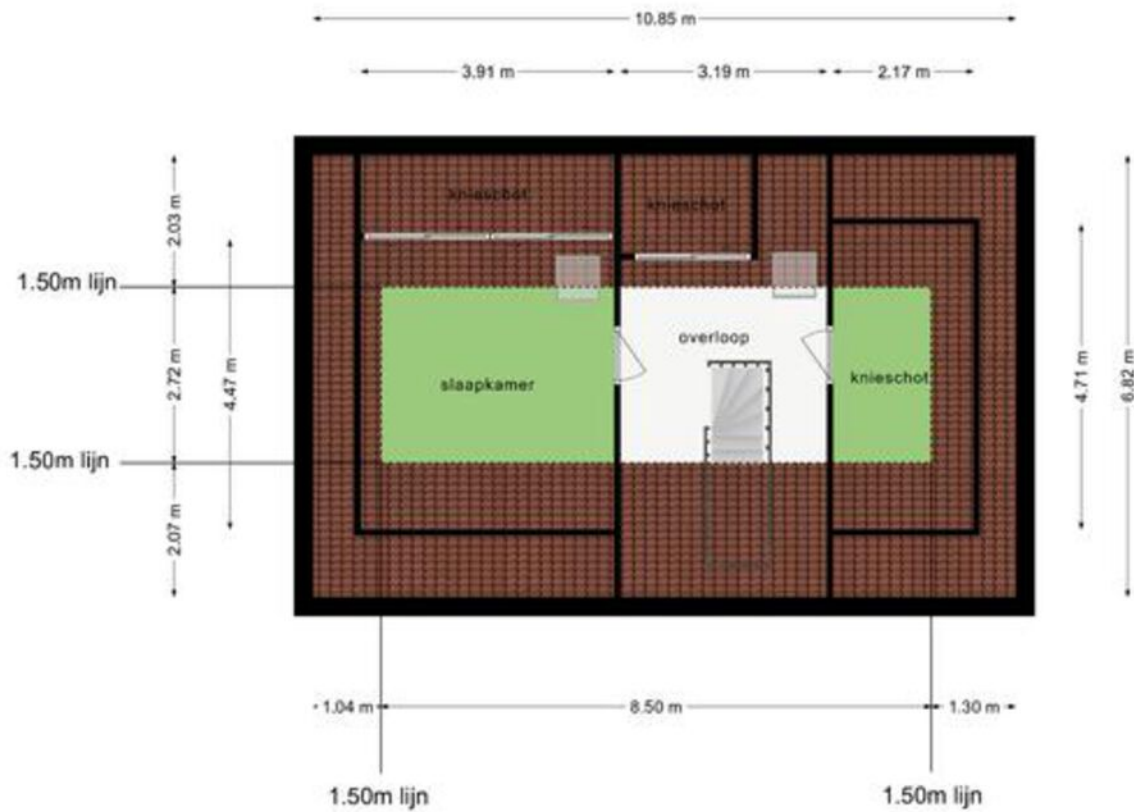 10.85 m
3.91 m
3.19 m
2.17 m
2.03 m
knieschot
knieschot
1.50m lijn
overloop
2.72 m
4.47 m
slaapkamer
knieschot
4.71 m
6.82 m
1.50m lijn
2.07 m
1.04 m
8.50 m
1.30 m
1.50m lijn
1.50m lijn